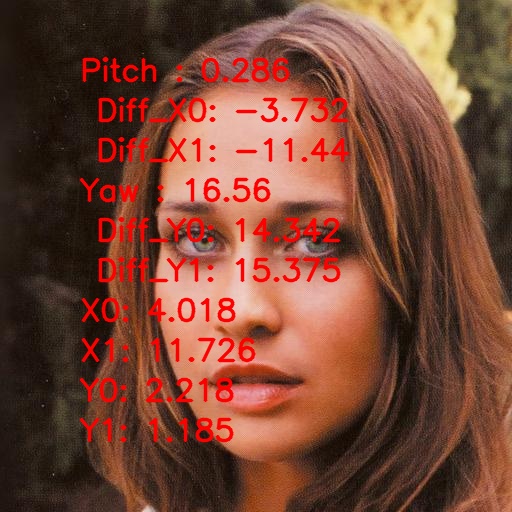 Pitch : 0.286
Diff_X0: -3.732
Diff_X1: -11.44
Yaw : 16.56
Diff_Y0: 14.342
Diff_Y1: 15.375
X0: 4.018
X1: 11.726
Y0: 2.218
Y1: 1.185